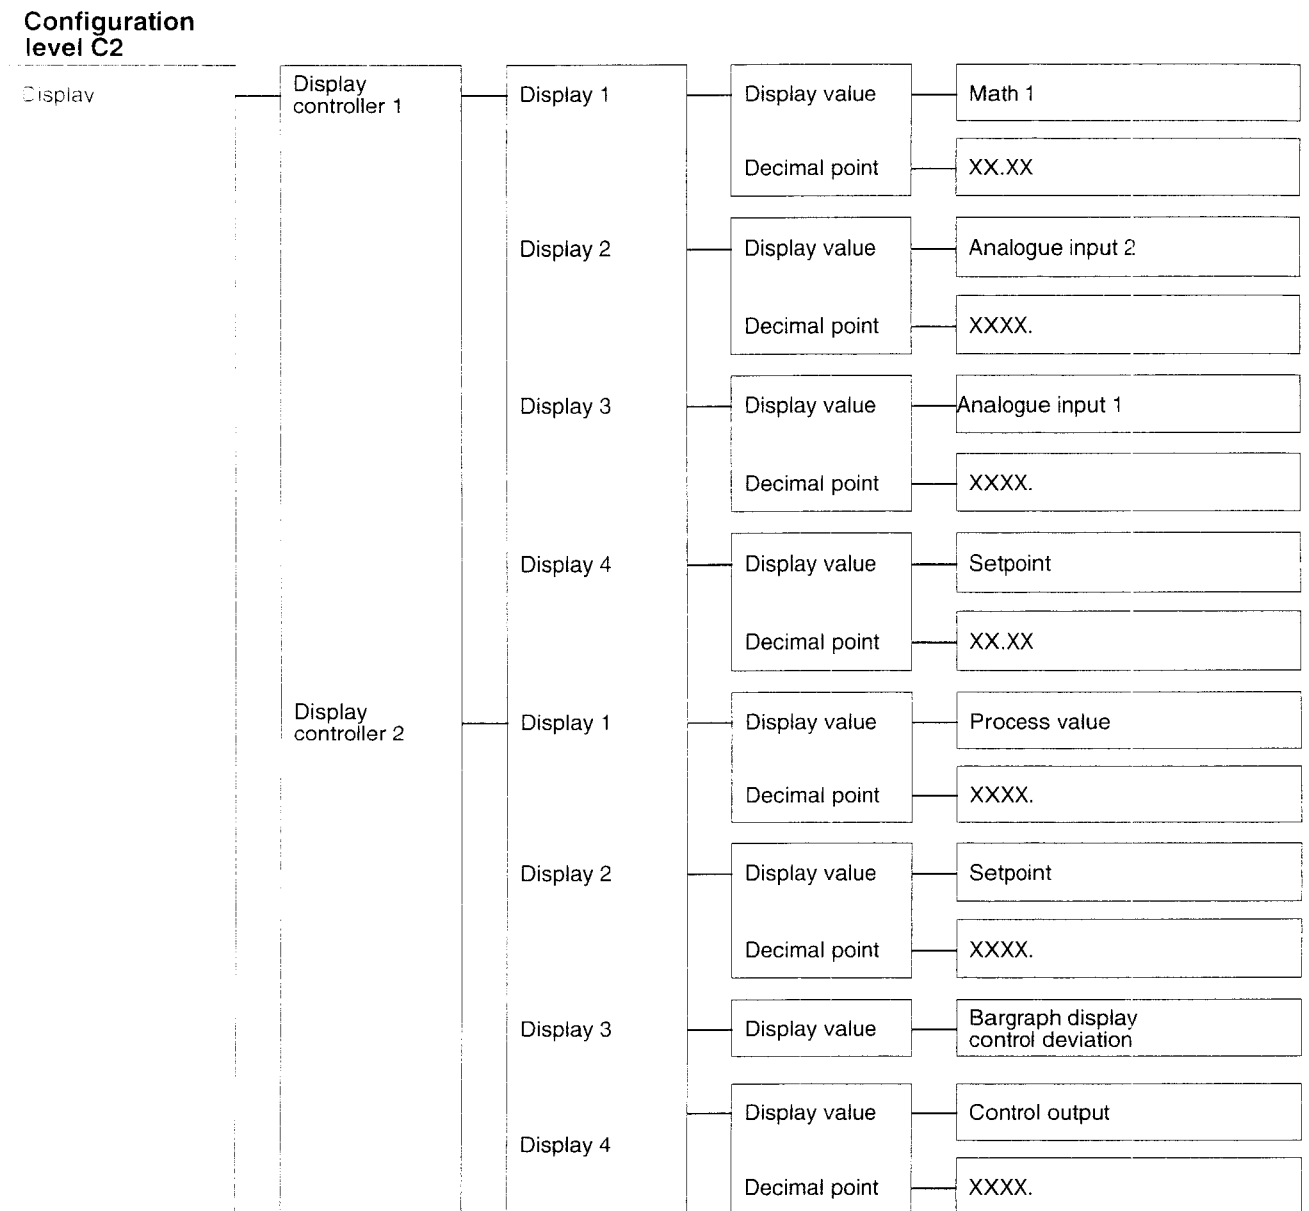 Configuration
level C2
Display
Display
controller 1
Display 1
Display value
Math 1
Decimal point
XX.XX
Display 2
Display value
Analogue input 2
Decimal point
XXXX.
Display 3
Display value
Analogue input 1
Decimal point
XXXX.
Display 4
Display value
Setpoint
Decimal point
XX.XX
Display
controller 2
Display 1
Display value
Process value
Decimal point
XXXX.
Display 2
Display value
Setpoint
Decimal point
XXXX.
Display 3
Display value
Bargraph display
control deviation
Display 4
Display value
Control output
Decimal point
XXXX.